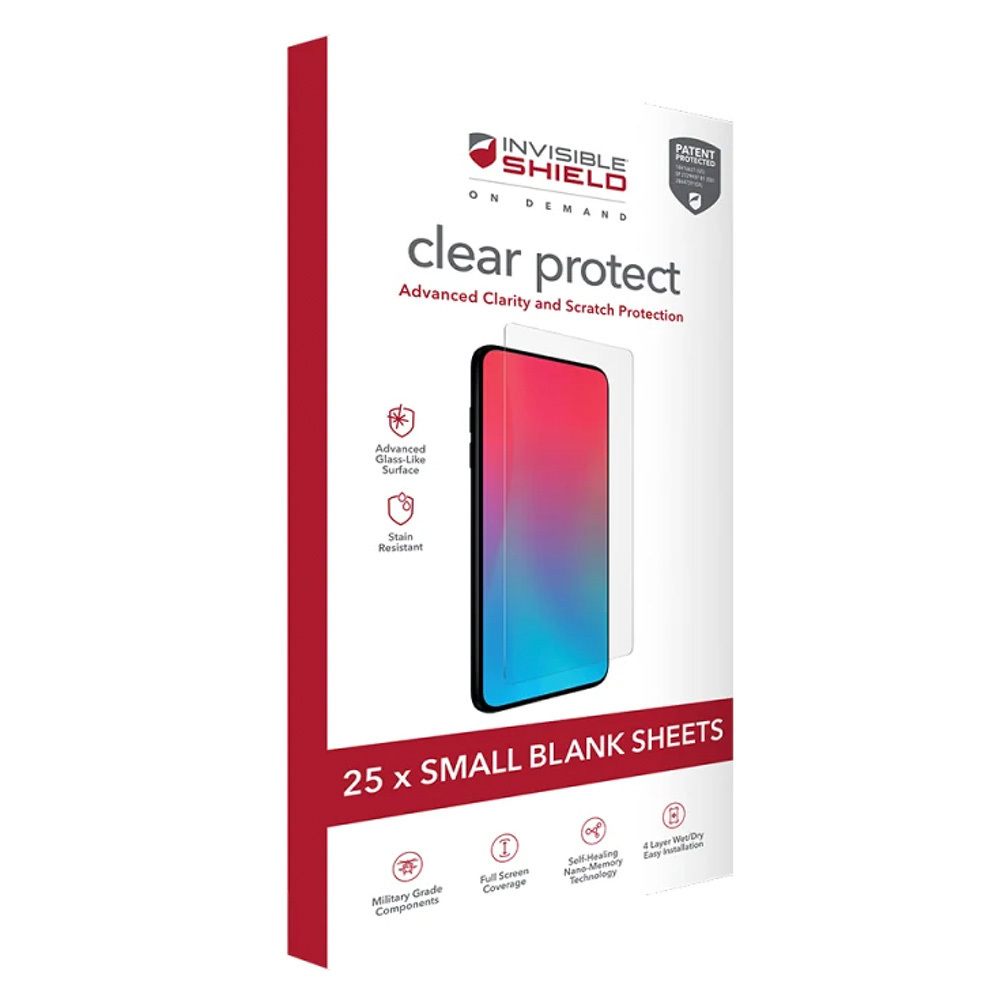 INVISIBLE
SHIELD
ON DEMAND
PATENT
PROTECTED
clear protect
Advanced Clarity and Scratch Protection
Advanced
Glass-Like
Surface
Stain
Resistant
25 x SMALL BLANK SHEETS
Military Grade
Components
Full Screen
Coverage
Self-Healing
Nano-Memory
Technology
4 Layer Wet/Dry
Easy Installation